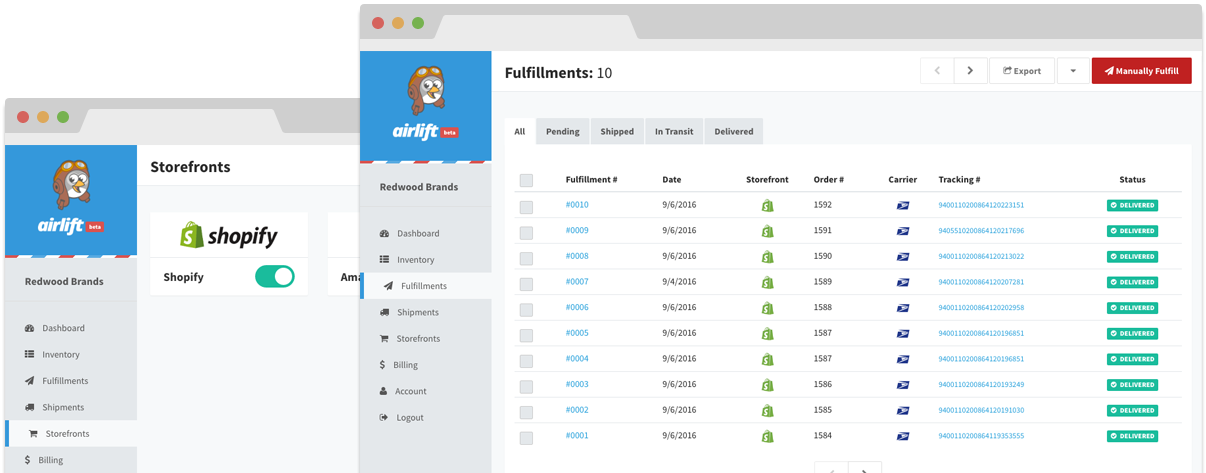 airlift beta
Redwood Brands
Dashboard
Inventory
Fulfillments
Shipments
Storefronts
$ Billing
Storefronts
shopify
Shopify
Ama
airlift beta
Redwood Brands
Dashboard
Inventory
Fulfillments
Shipments
Storefronts
$ Billing
Account
Logout
Fulfillments: 10
Export
Manually Fulfill
All Pending Shipped In Transit Delivered
Fulfillment # Date Storefront Order # Carrier Tracking # Status
#0010 9/6/2016 1592 9400110200864120223151 DELIVERED
#0009 9/6/2016 1591 9405510200864120217696 DELIVERED
#0008 9/6/2016 1590 9400110200864120213022 DELIVERED
#0007 9/4/2016 1589 9400110200864120207281 DELIVERED
#0006 9/6/2016 1588 9400110200864120202958 DELIVERED
#0005 9/6/2016 1587 9400110200864120196851 DELIVERED
#0004 9/6/2016 1587 9400110200864120196851 DELIVERED
#0003 9/6/2016 1586 9400110200864120193249 DELIVERED
#0002 9/6/2016 1585 9400110200864120191030 DELIVERED
#0001 9/6/2016 1584 9400110200864119353555 DELIVERED